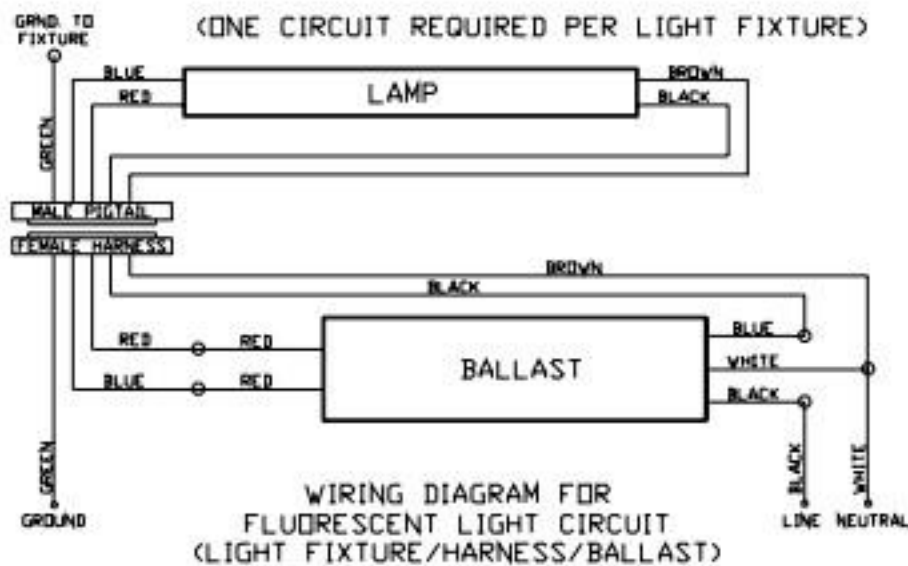 GRND. TO
FIXTURE
(ONE CIRCUIT REQUIRED PER LIGHT FIXTURE)
BLUE
BROWN
LAMP
RED
BLACK
GREEN
MALE PIGTAIL
FEMALE HARNESS
BROWN
BLACK
RED
RED
BLUE
BALLAST
WHITE
BLUE
RED
BLACK
GREEN
BLACK
WHITE
GROUND
WIRING DIAGRAM FOR
FLUORESCENT LIGHT CIRCUIT
(LIGHT FIXTURE/HARNESS/BALLAST)
LINE
NEUTRAL